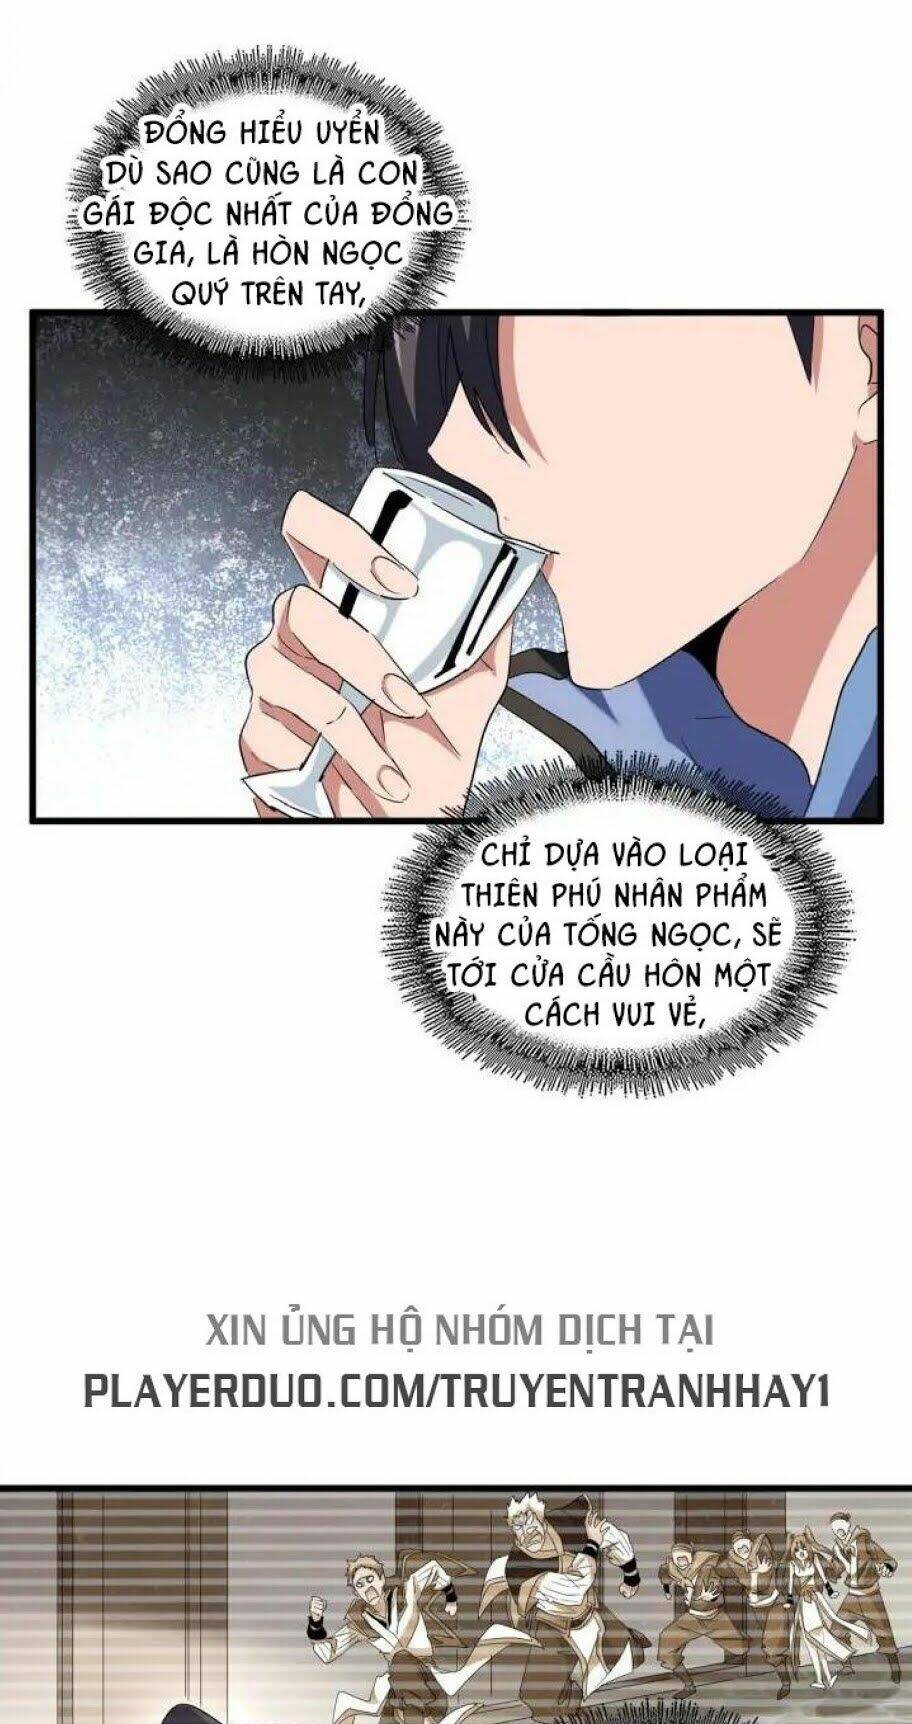 ĐỔNG HIỂU UYỂN
DÙ SAO CŨNG LÀ CON
GÁI ĐỘC NHẤT CỦA ĐỔNG
GIA, LÀ HÒN NGỌC
QUÝ TRÊN TAY,
CHỈ DỰA VÀO LOẠI
THIÊN PHÚ NHÂN PHẨM
NÀY CỦA TỐNG NGỌC, SẼ
TỚI CỬA CẦU HÔN MỘT
CÁCH VUI VẺ,
XIN ỦNG HỘ NHÓM DỊCH TẠI
PLAYERDUO.COM/TRUYENTRANHHAY1